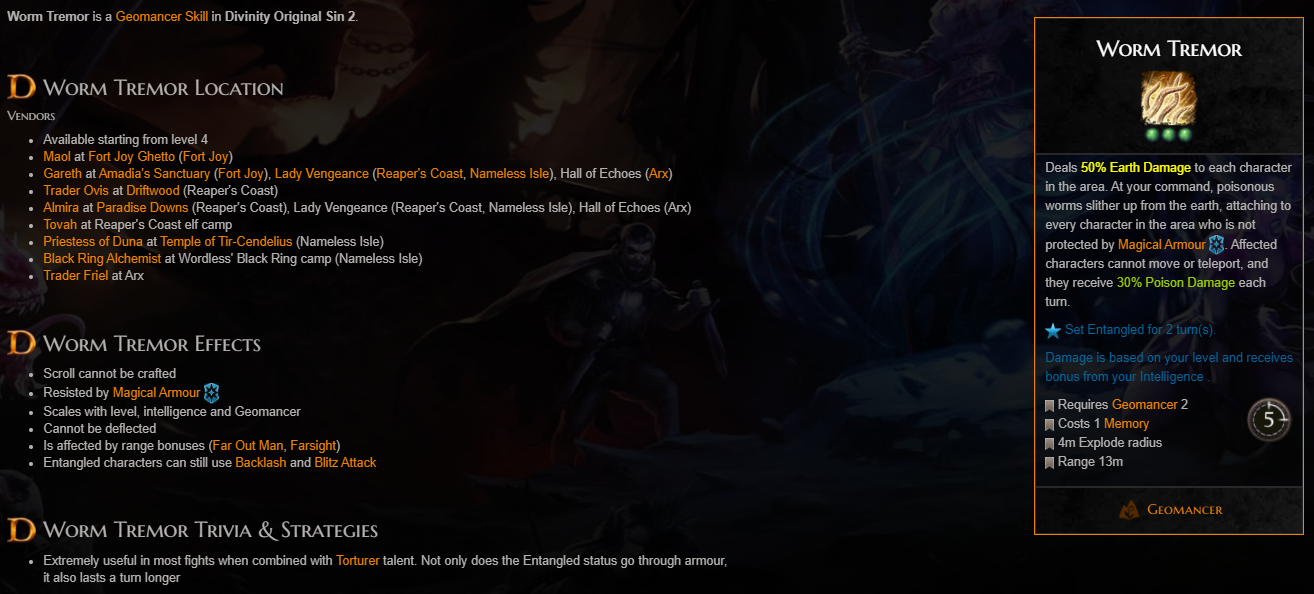 Worm Tremor is a Geomancer Skill in Divinity Original Sin 2.
Worm Tremor Location
Vendors
Available starting from level 4
Maol at Fort Joy Ghetto (Fort Joy)
Gareth at Amadia's Sanctuary (Fort Joy), Lady Vengeance (Reaper's Coast, Nameless Isle), Hall of Echoes (Arx)
Trader Ovis at Driftwood (Reaper's Coast)
Almira at Paradise Downs (Reaper's Coast), Lady Vengeance (Reaper's Coast, Nameless Isle), Hall of Echoes (Arx)
Tovah at Reaper's Coast elf camp
Priestess of Duna at Temple of Tir-Cendelius (Nameless Isle)
Black Ring Alchemist at Wordless' Black Ring camp (Nameless Isle)
Trader Friel at Arx
Worm Tremor Effects
Scroll cannot be crafted
Resisted by Magical Armour
Scales with level, intelligence and Geomancer
Cannot be deflected
Is affected by range bonuses (Far Out Man, Farsight)
Entangled characters can still use Backlash and Blitz Attack
Worm Tremor Trivia & Strategies
Extremely useful in most fights when combined with Torturer talent. Not only does the Entangled status go through armour,
it also lasts a turn longer
Worm Tremor
Deals 50% Earth Damage to each character
in the area. At your command, poisonous
worms slither up from the earth, attaching to
every character in the area who is not
protected by Magical Armour . Affected
characters cannot move or teleport, and
they receive 30% Poison Damage each
turn.
Set Entangled for 2 turn(s).
Damage is based on your level and receives
bonus from your Intelligence .
Requires Geomancer 2
Costs 1 Memory
4m Explode radius
Range 13m
5
Geomancer